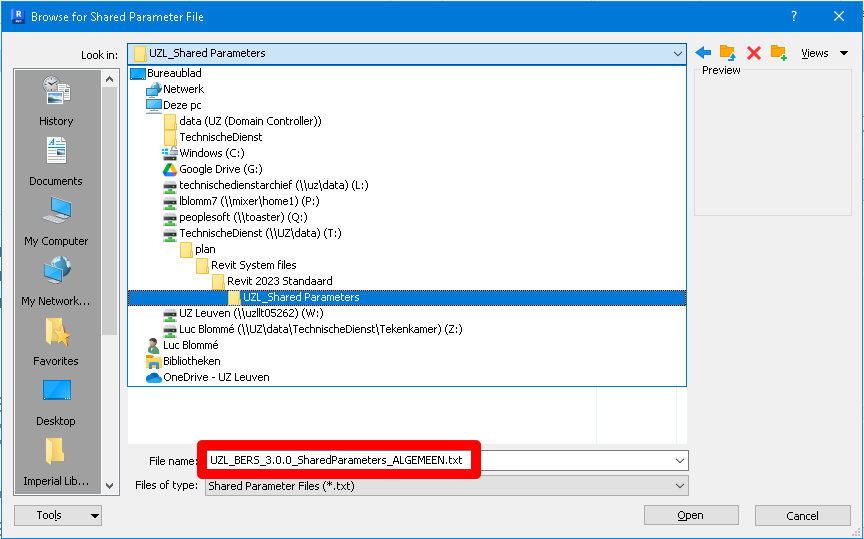 Browse for Shared Parameter File
Look in:
UZL_Shared Parameters
Views
Bureaublad
Netwerk
Deze pc
data (UZ (Domain Controller))
TechnischeDienst
Windows (C:)
Google Drive (G:)
technischedienstarchief (\\uz\data) (L:)
lblomm7 (\\mixer\home1) (P:)
peoplesoft (\\toaster) (Q:)
TechnischeDienst (\\UZ\data) (T:)
plan
Revit System files
Revit 2023 Standaard
UZL_Shared Parameters
UZ Leuven (\\uzllt05262) (W:)
Luc Blommé (\\UZ\data\TechnischeDienst\Tekenkamer) (Z:)
Luc Blommé
Bibliotheken
OneDrive - UZ Leuven
History
Documents
My Computer
My Network...
Favorites
Desktop
Imperial Lib...
Preview
File name:
UZL_BERS_3.0.0_SharedParameters_ALGEMEEN.txt
Files of type:
Shared Parameter Files (*.txt)
Tools
Open
Cancel